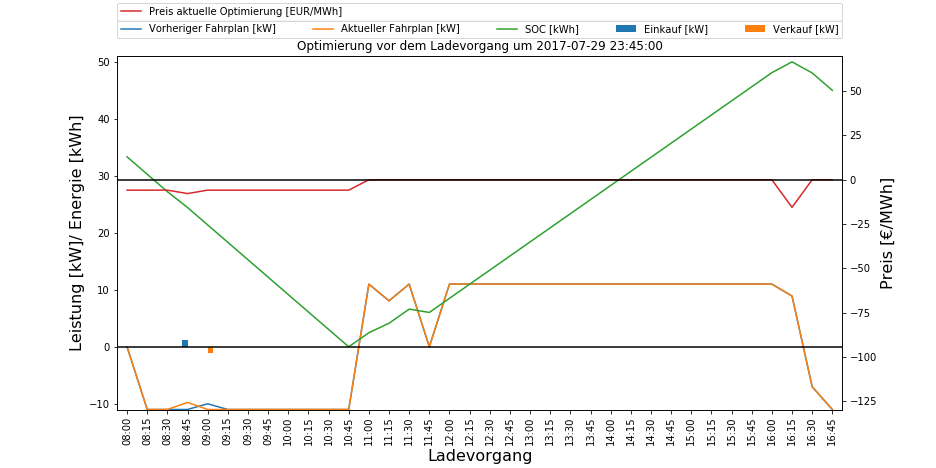 Preis aktuelle Optimierung [EUR/MWh]
Vorheriger Fahrplan [kW] Aktueller Fahrplan [kW] SOC [kWh] Einkauf [kW] Verkauf [kW]
Optimierung vor dem Ladevorgang um 2017-07-29 23:45:00
Leistung [kW]/ Energie [kWh]
50
40
30
20
10
0
−10
50
25
0
−25
−50
−75
−100
−125
Preis [€/MWh]
08:00 08:15 08:30 08:45 09:00 09:15 09:30 09:45 10:00 10:15 10:30 10:45 11:00 11:15 11:30 11:45 12:00 12:15 12:30 12:45 13:00 13:15 13:30 13:45 14:00 14:15 14:30 14:45 15:00 15:15 15:30 15:45 16:00 16:15 16:30 16:45
Ladevorgang